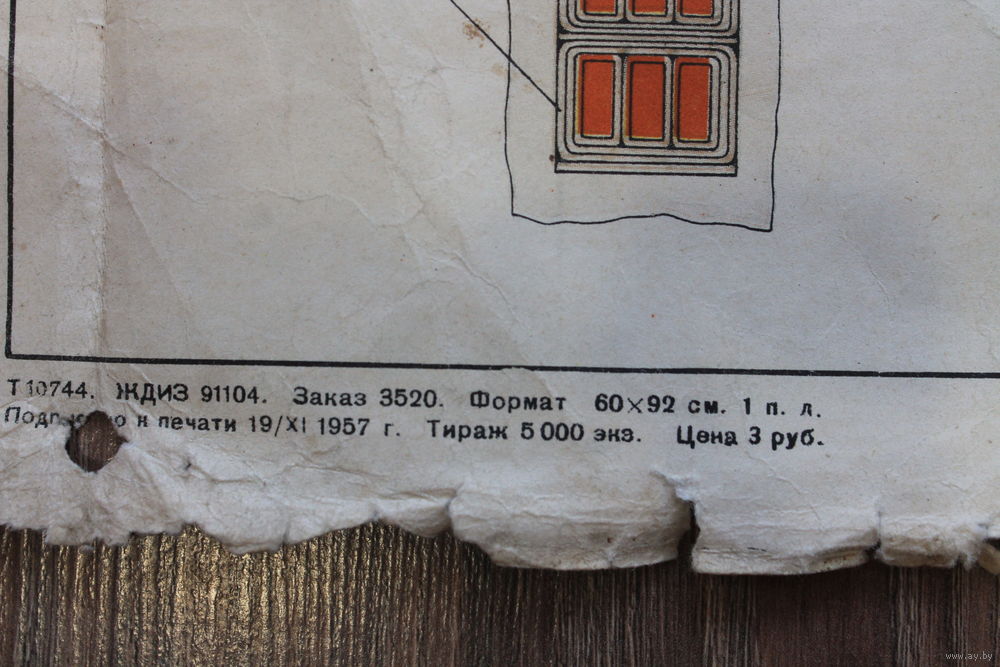 Т 10744. ЖДИЗ 91104. Заказ 3520. Формат 60×92 см. 1 п. л.
к печати 19/XI 1957 г. Тираж 5 000 экз. Цена 3 руб.
www.ay.by